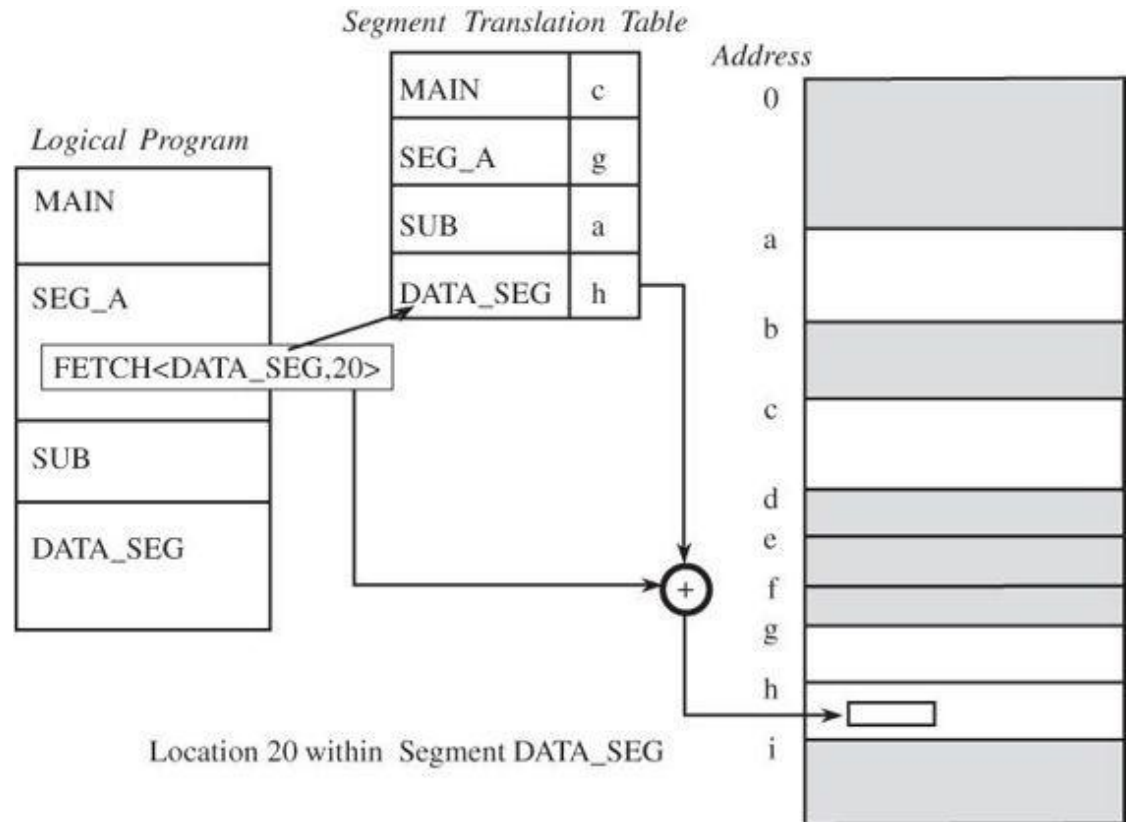 Segment Translation Table
MAIN c
SEG_A g
SUB a
DATA_SEG h
Logical Program
MAIN
SEG_A
FETCH<DATA_SEG,20>
SUB
DATA_SEG
+
Location 20 within Segment DATA_SEG
Address
0
a
b
c
d
e
f
g
h
i